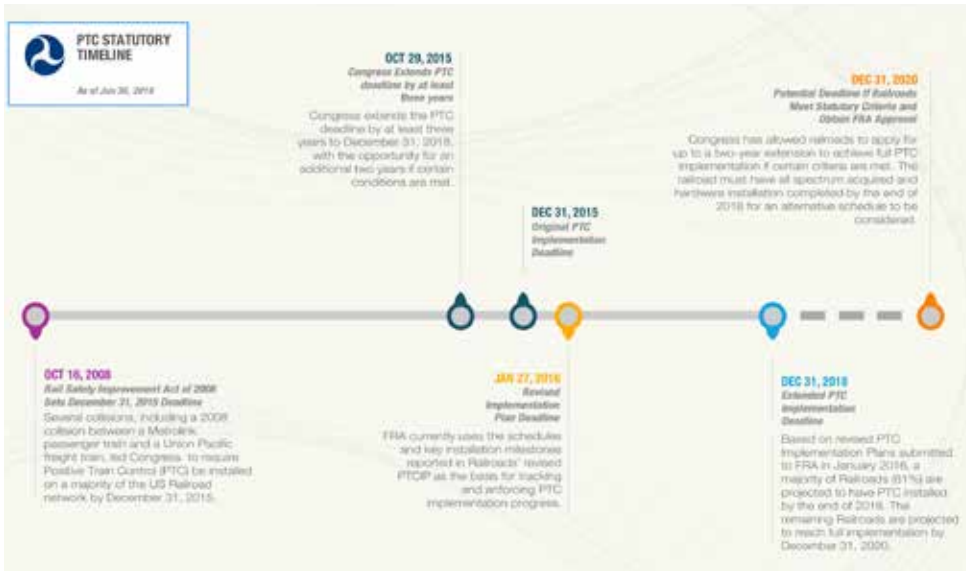 PTC STATUTORY
TIMELINE
As of Jun 30, 2016
OCT 29, 2015
Congress Extends PTC
deadline by at least
three years
Congress extends the PTC
deadline by at least three
years to December 31, 2018,
with the opportunity for an
additional two years if certain
conditions are met.
DEC 31, 2015
Original PTC
Implementation
Deadline
DEC 31, 2020
Potential Deadline If Railroads
Meet Statutory Criteria and
Obtain FRA Approval
Congress has allowed railroads to apply for
up to a two-year extension to achieve full PTC
implementation if certain criteria are met. The
railroad must have all spectrum acquired and
hardware installation completed by the end of
2018 for an alternative schedule to be
considered.
OCT 16, 2008
Rail Safety Improvement Act of 2008
Sets December 31, 2015 Deadline
Several collisions, including a 2008
collision between a Metrolink
passenger train and a Union Pacific
freight train, led Congress to require
Positive Train Control (PTC) be installed
on a majority of the US Railroad
network by December 31, 2015.
JAN 27, 2016
Revised
Implementation
Plan Deadline
FRA currently uses the schedules
and key installation milestones
reported in Railroads' revised
PTCIP as the basis for tracking
and enforcing PTC
implementation progress.
DEC 31, 2018
Extended PTC
Implementation
Deadline
Based on revised PTC
Implementation Plans submitted
to FRA in January 2016, a
majority of Railroads (61%) are
projected to have PTC installed
by the end of 2018. The
remaining Railroads are projected
to reach full implementation by
December 31, 2020.